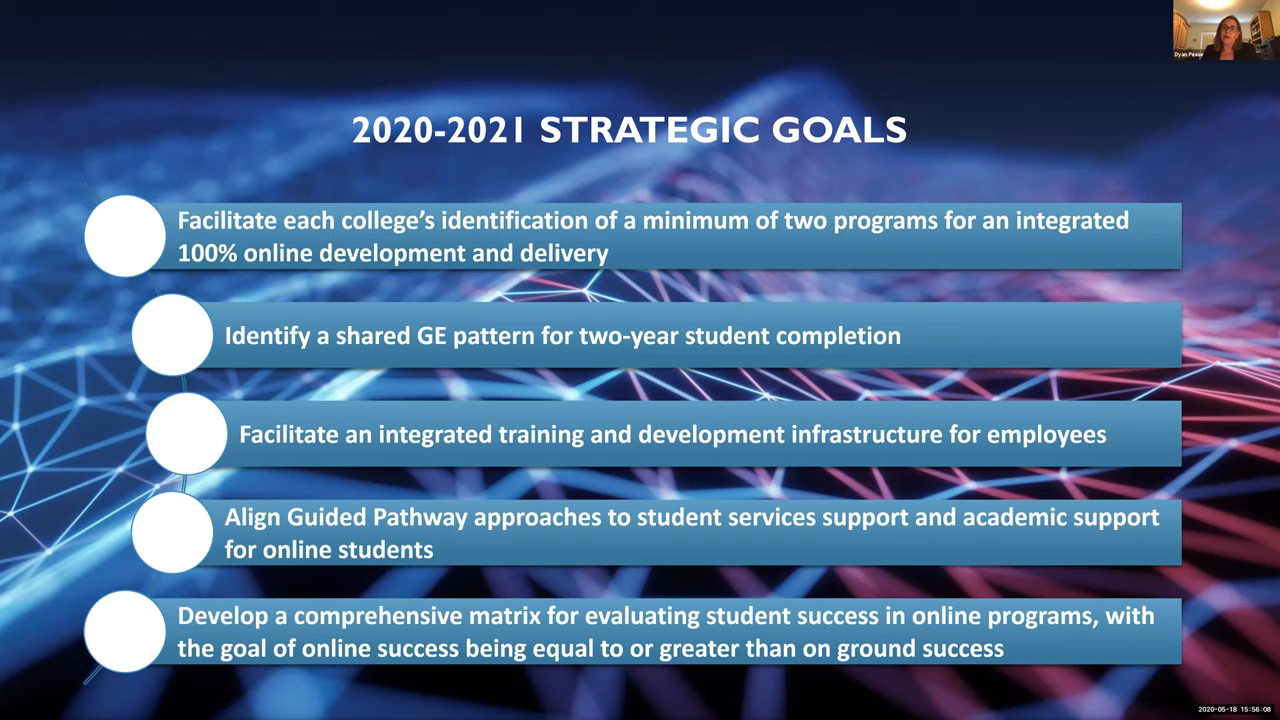 Dyan Pease
2020-2021 STRATEGIC GOALS
Facilitate each college’s identification of a minimum of two programs for an integrated
100% online development and delivery
Identify a shared GE pattern for two-year student completion
Facilitate an integrated training and development infrastructure for employees
Align Guided Pathway approaches to student services support and academic support
for online students
Develop a comprehensive matrix for evaluating student success in online programs, with
the goal of online success being equal to or greater than on ground success
2020-05-18 15:56:08